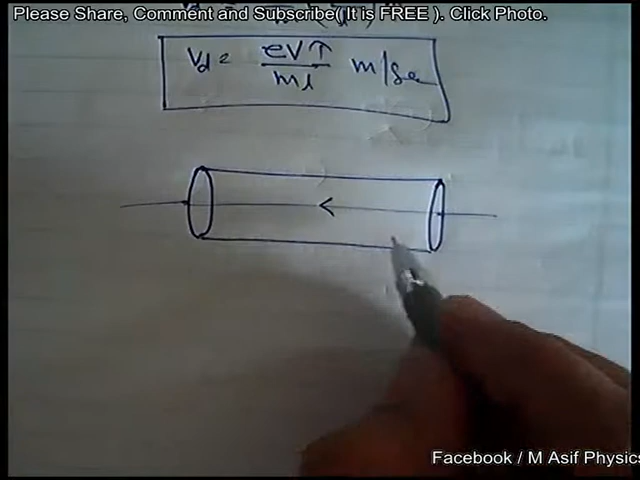 Please Share, Comment and Subscribe( It is FREE ). Click Photo.
Vd = eVτ/ml m/Sec
Facebook / M Asif Physics